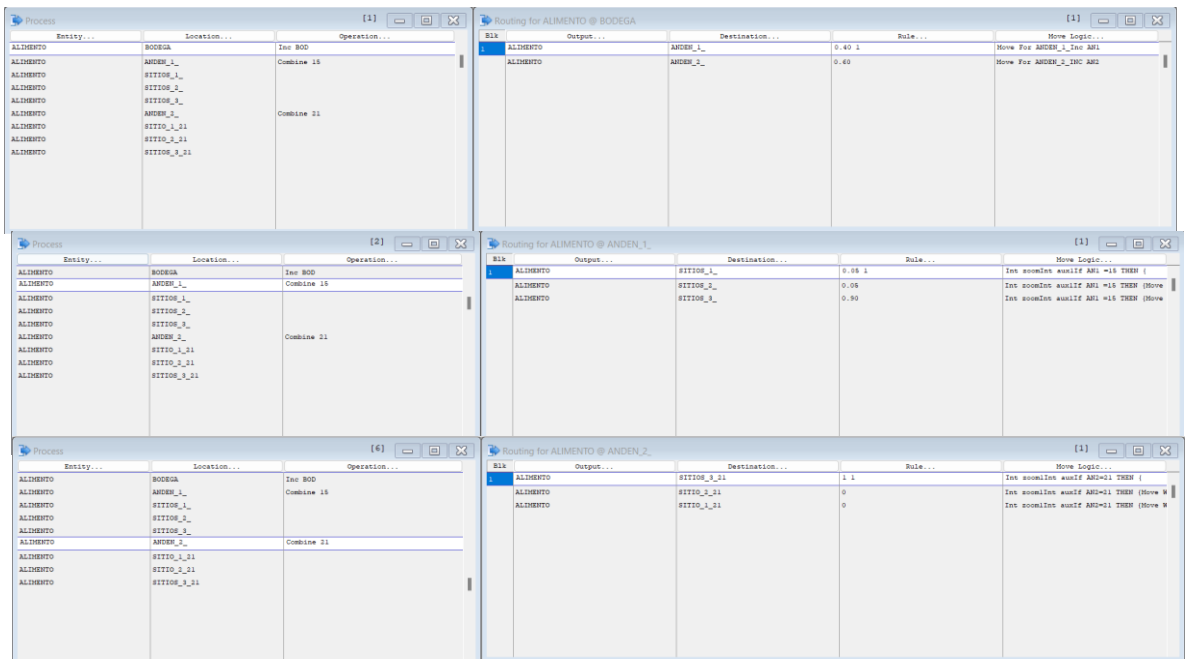 Process [1] Routing for ALIMENTO @ BODEGA [1]
Entity... Location... Operation... Blk Output... Destination... Rule... Move Logic...
ALIMENTO BODEGA Inc BOD 1 ALIMENTO ANDEN_1_ 0.40 1 Move For ANDEN_1_Inc AN1
ALIMENTO ANDEN_1_ Combine 15 ALIMENTO ANDEN_2_ 0.60 Move For ANDEN_2_INC AN2
ALIMENTO SITIOS_1_
ALIMENTO SITIOS_2_
ALIMENTO SITIOS_3_
ALIMENTO ANDEN_2_ Combine 21
ALIMENTO SITIO_1_21
ALIMENTO SITIO_2_21
ALIMENTO SITIOS_3_21
Process [2] Routing for ALIMENTO @ ANDEN_1_ [1]
Entity... Location... Operation... Blk Output... Destination... Rule... Move Logic...
ALIMENTO BODEGA Inc BOD 1 ALIMENTO SITIOS_1_ 0.05 1 Int zoomInt auxiIf AN1 =15 THEN {
ALIMENTO ANDEN_1_ Combine 15 ALIMENTO SITIOS_2_ 0.05 Int zoomInt auxiIf AN1 =15 THEN {Move
ALIMENTO SITIOS_1_ ALIMENTO SITIOS_3_ 0.90 Int zoomInt auxiIf AN1 =15 THEN {Move
ALIMENTO SITIOS_2_
ALIMENTO SITIOS_3_
ALIMENTO ANDEN_2_ Combine 21
ALIMENTO SITIO_1_21
ALIMENTO SITIO_2_21
ALIMENTO SITIOS_3_21
Process [6] Routing for ALIMENTO @ ANDEN_2_ [1]
Entity... Location... Operation... Blk Output... Destination... Rule... Move Logic...
ALIMENTO BODEGA Inc BOD 1 ALIMENTO SITIOS_3_21 1 1 Int zoom1Int auxIf AN2=21 THEN {
ALIMENTO ANDEN_1_ Combine 15 ALIMENTO SITIO_2_21 0 Int zoom1Int auxIf AN2=21 THEN {Move W
ALIMENTO SITIOS_1_ ALIMENTO SITIO_1_21 0 Int zoom1Int auxIf AN2=21 THEN {Move W
ALIMENTO SITIOS_2_
ALIMENTO SITIOS_3_
ALIMENTO ANDEN_2_ Combine 21
ALIMENTO SITIO_1_21
ALIMENTO SITIO_2_21
ALIMENTO SITIOS_3_21